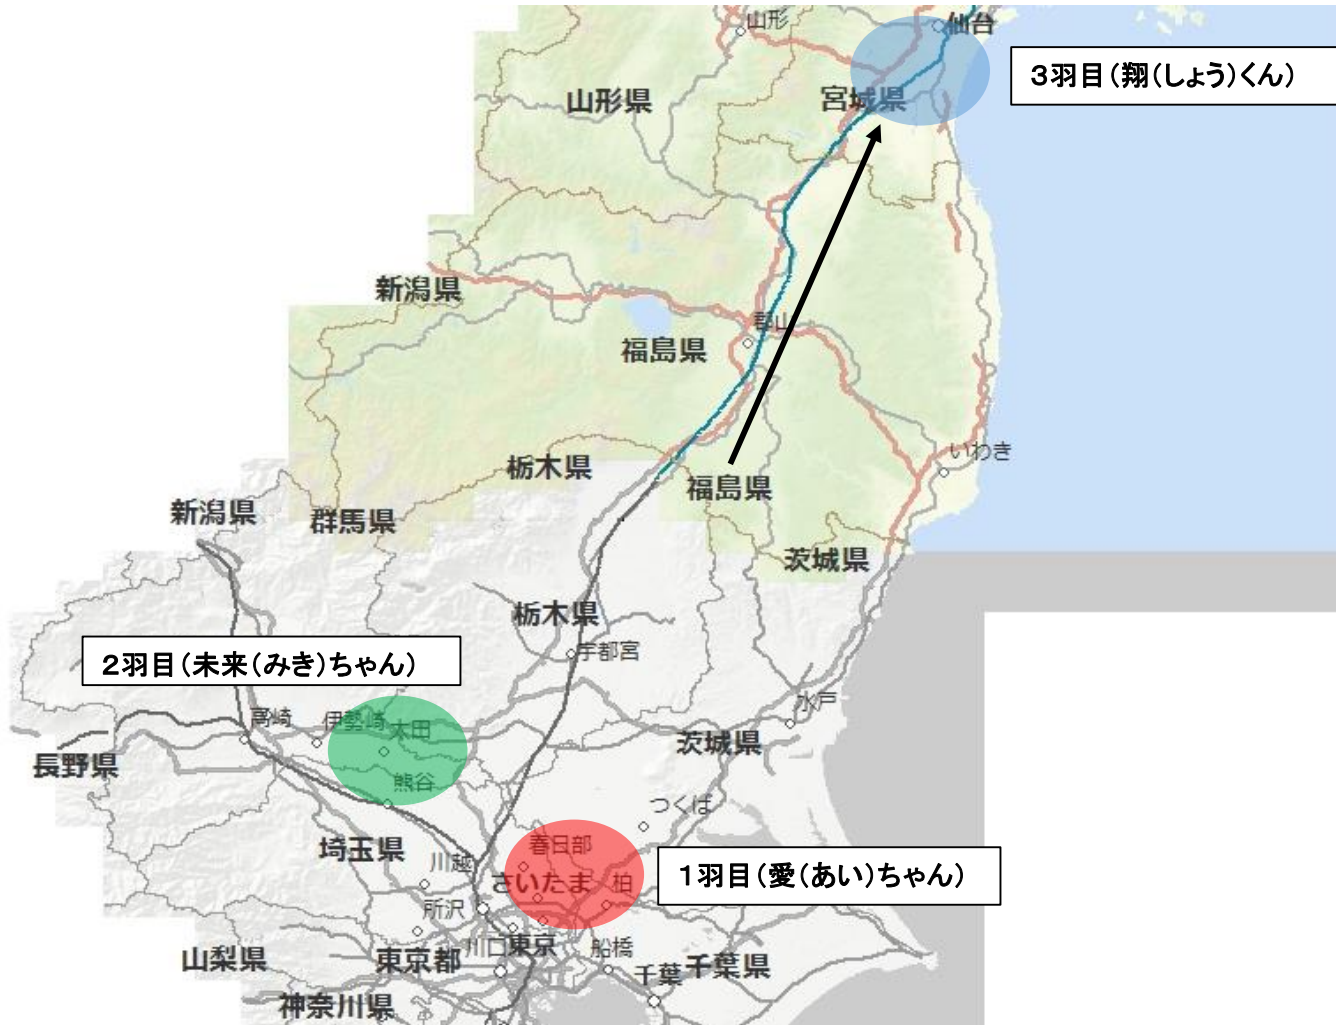 山形
仙台
3羽目(翔(しょう)くん)
山形県
宮城県
新潟県
郡山
福島県
いわき
栃木県
福島県
新潟県
群馬県
茨城県
栃木県
宇都宮
2羽目(未来(みき)ちゃん)
水戸
高崎
伊勢崎
太田
茨城県
長野県
熊谷
つくば
埼玉県
春日部
川越
さいたま
柏
1羽目(愛(あい)ちゃん)
所沢
山梨県
東京都
川口
東京
船橋
千葉
千葉県
神奈川県